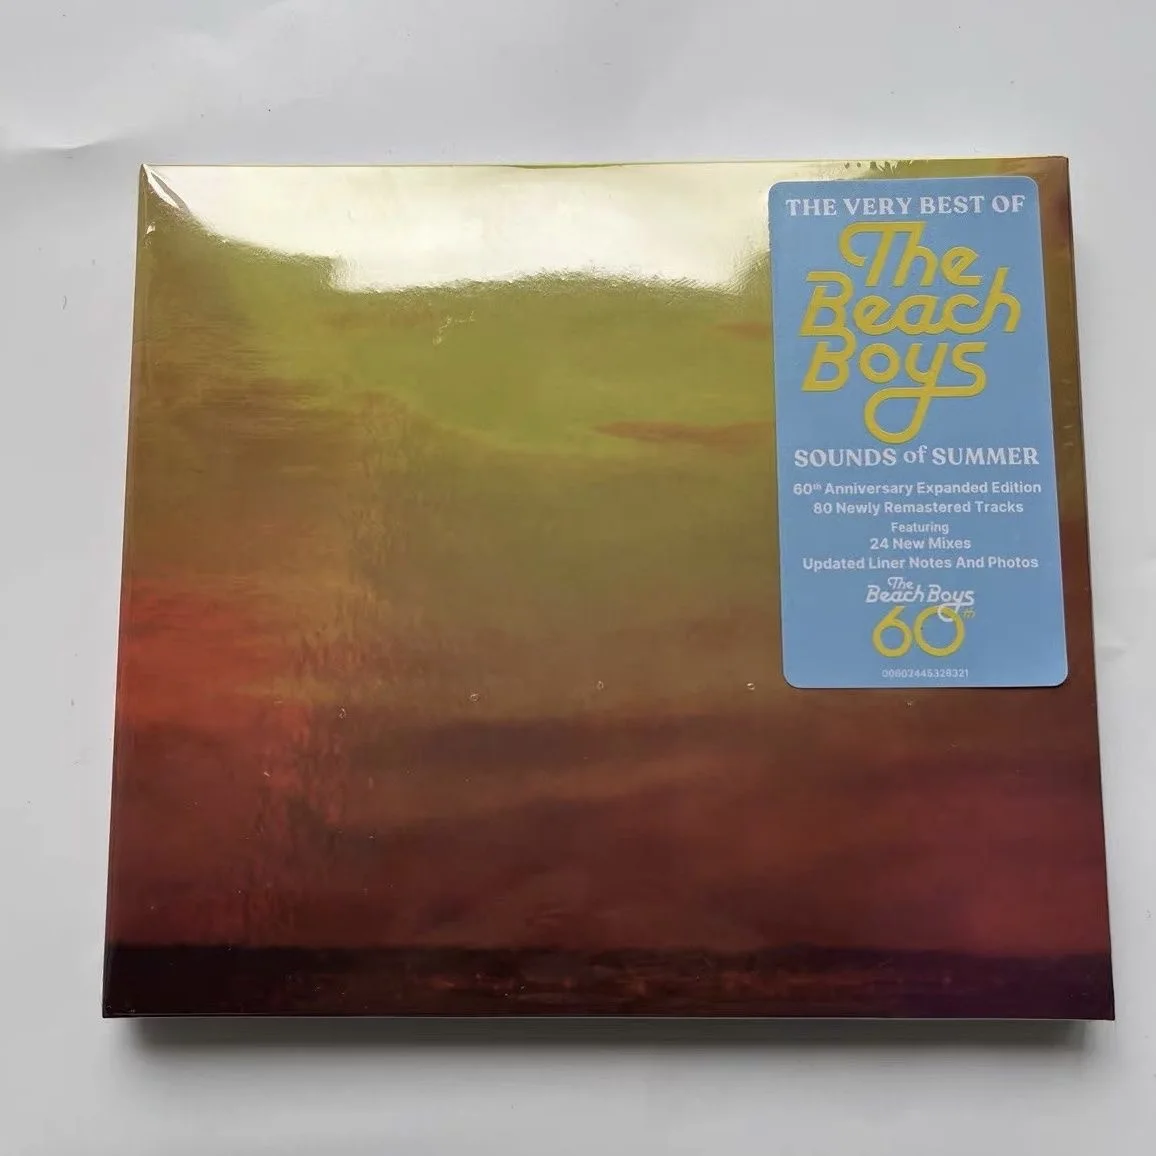 THE VERY BEST OF
The
Beach
Boys
SOUNDS of SUMMER
60th Anniversary Expanded Edition
80 Newly Remastered Tracks
Featuring
24 New Mixes
Updated Liner Notes And Photos
The
Beach Boys
60th
00602445328321